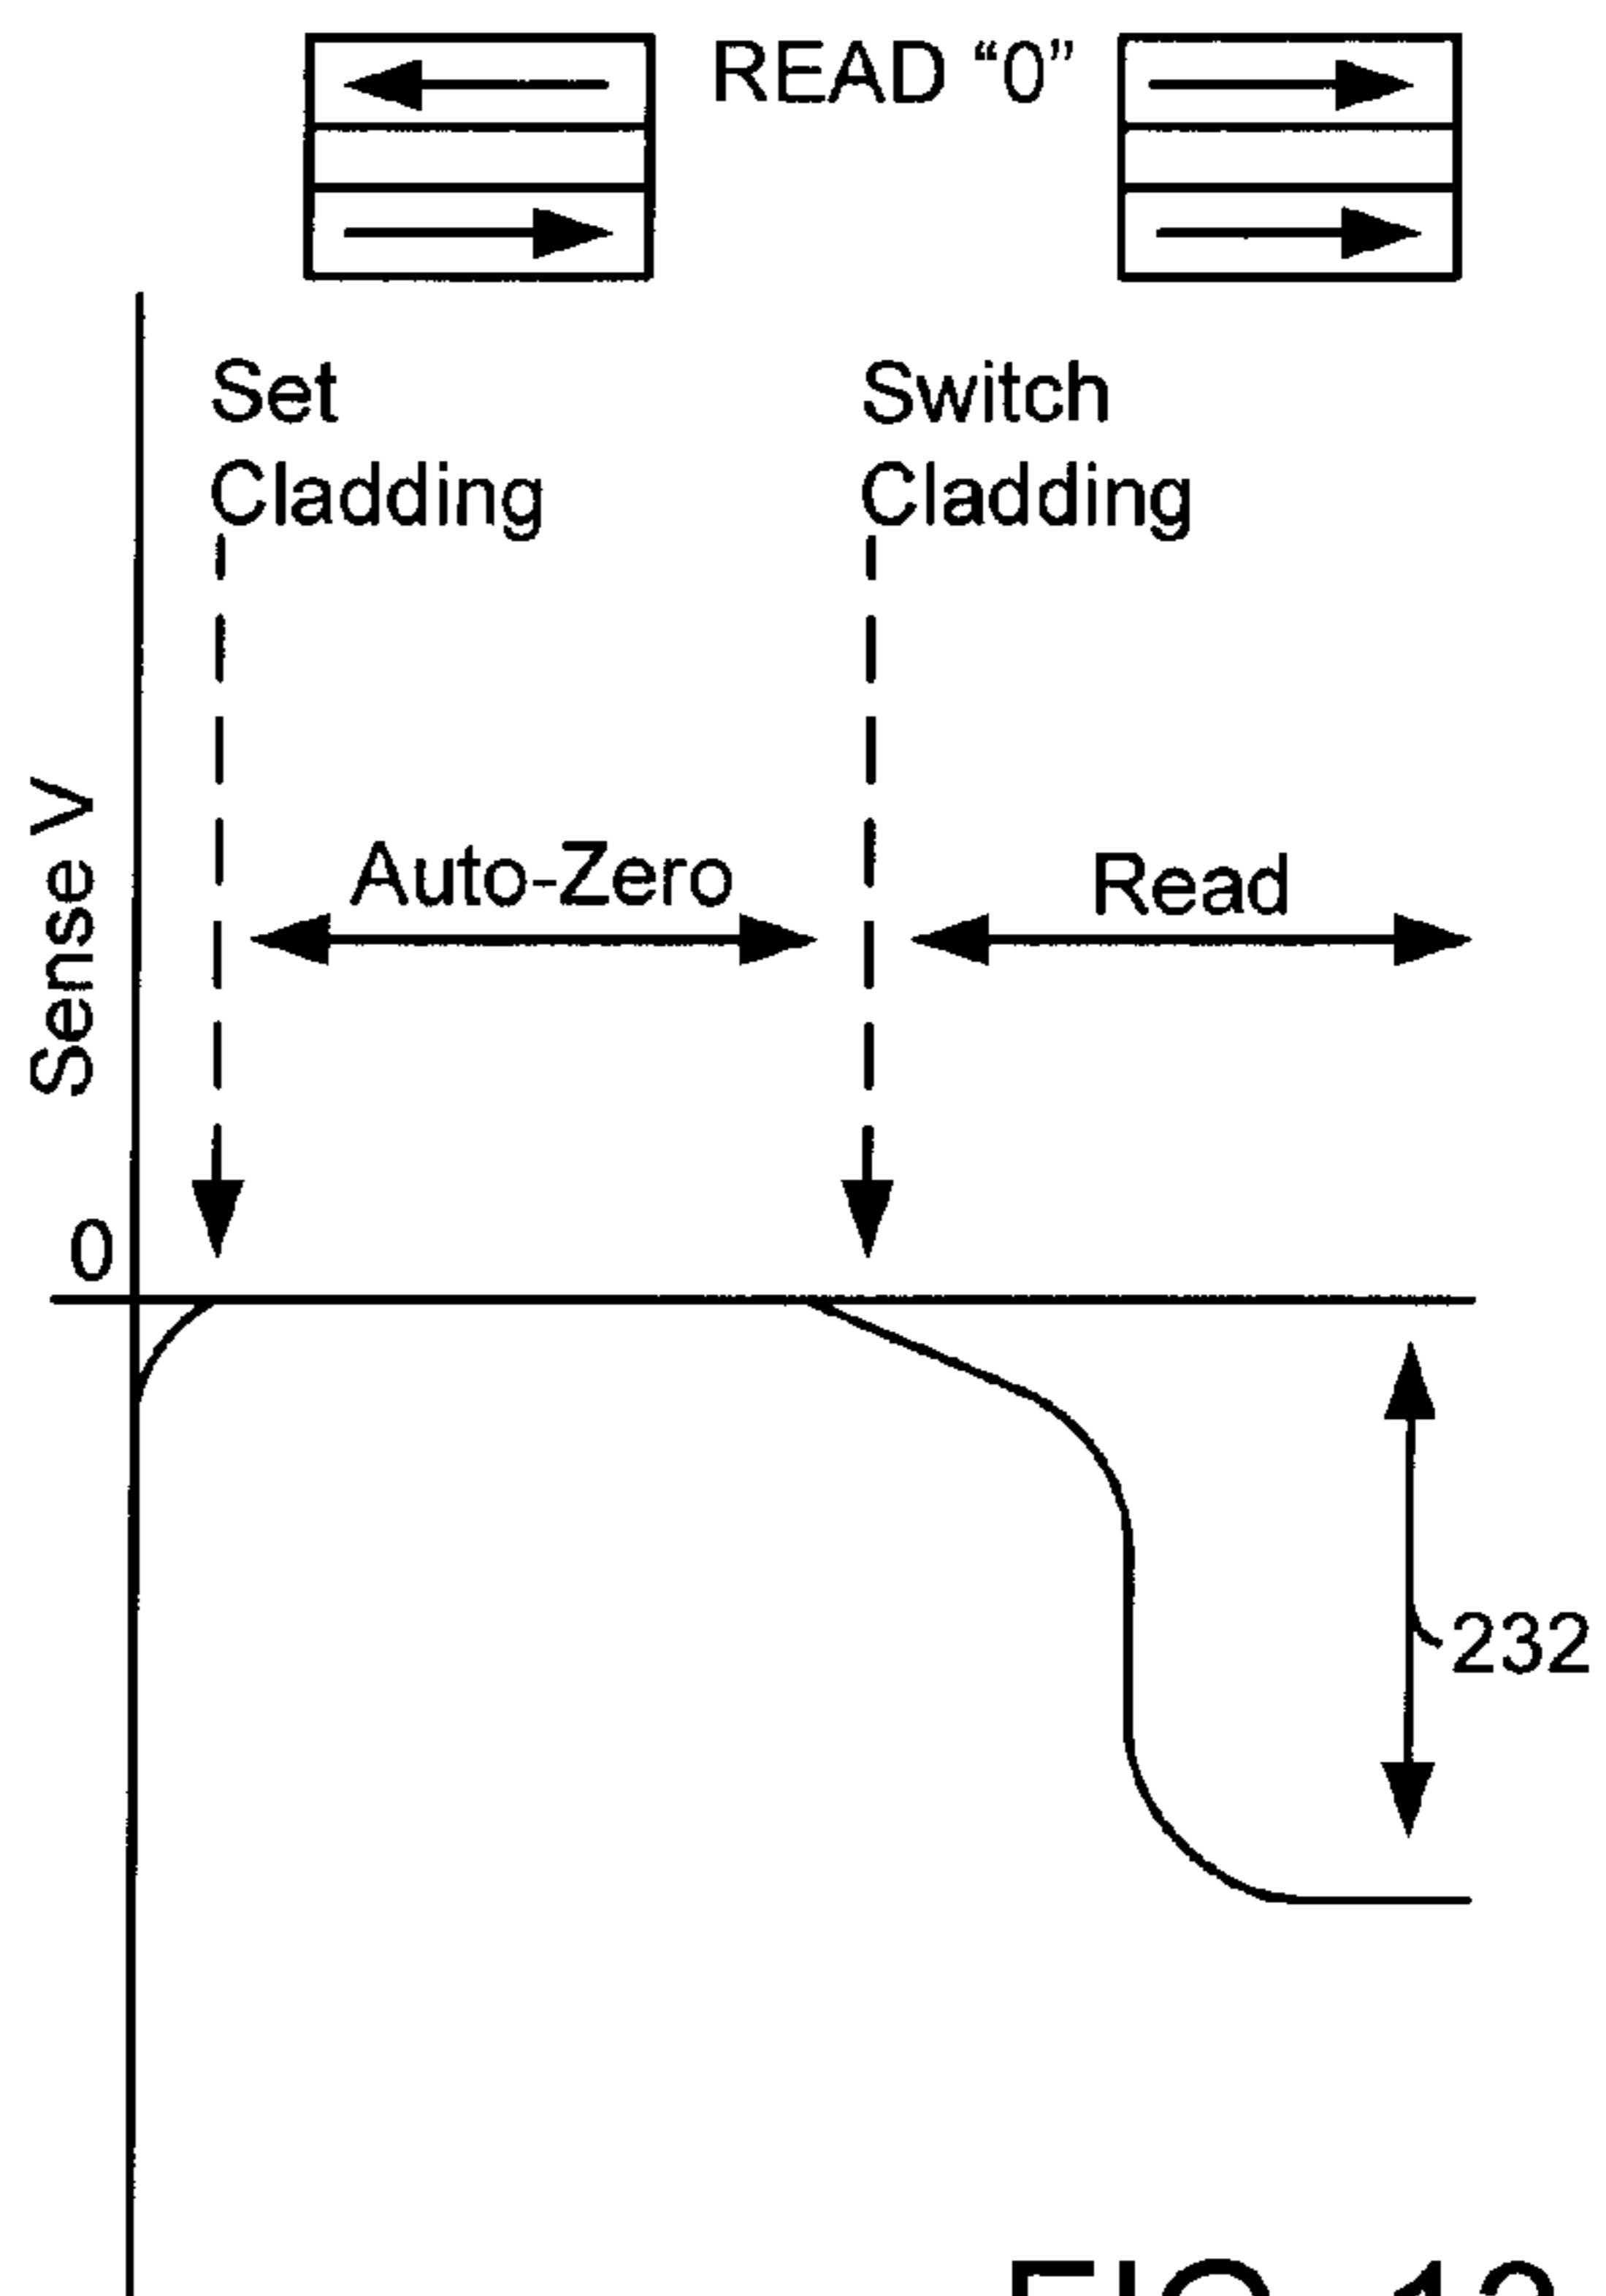 READ “0”
Set
Cladding
Switch
Cladding
Auto-Zero
Read
Sense V
0
232